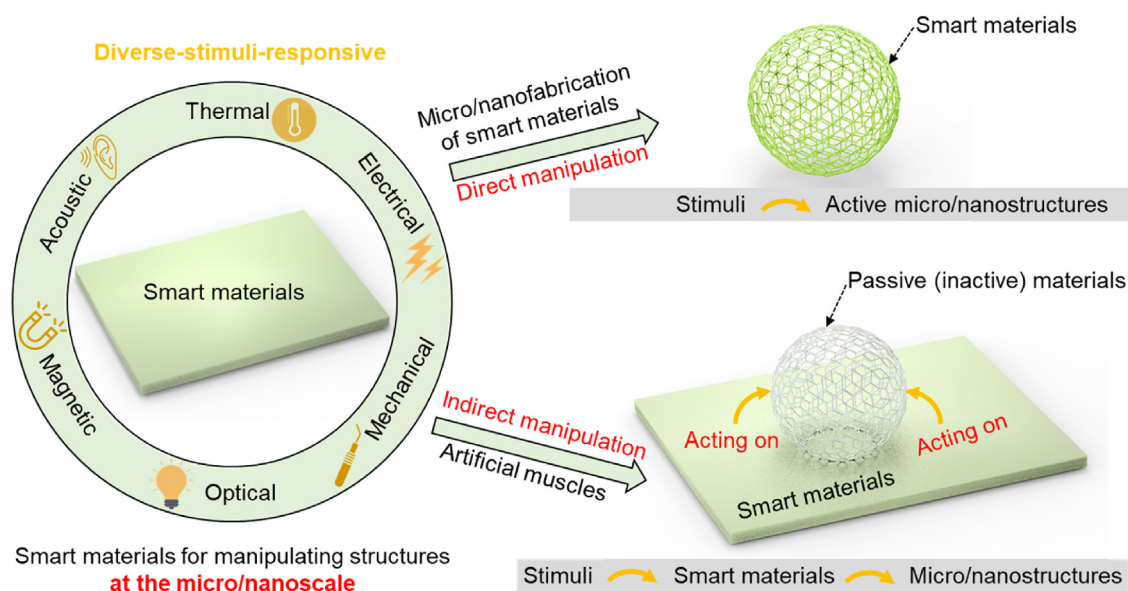 Diverse-stimuli-responsive
Thermal
Electrical
Mechanical
Optical
Magnetic
Acoustic
Smart materials
Smart materials for manipulating structures
at the micro/nanoscale
Micro/nanofabrication
of smart materials
Direct manipulation
Smart materials
Stimuli Active micro/nanostructures
Indirect manipulation
Artificial muscles
Passive (inactive) materials
Acting on
Acting on
Smart materials
Stimuli Smart materials Micro/nanostructures